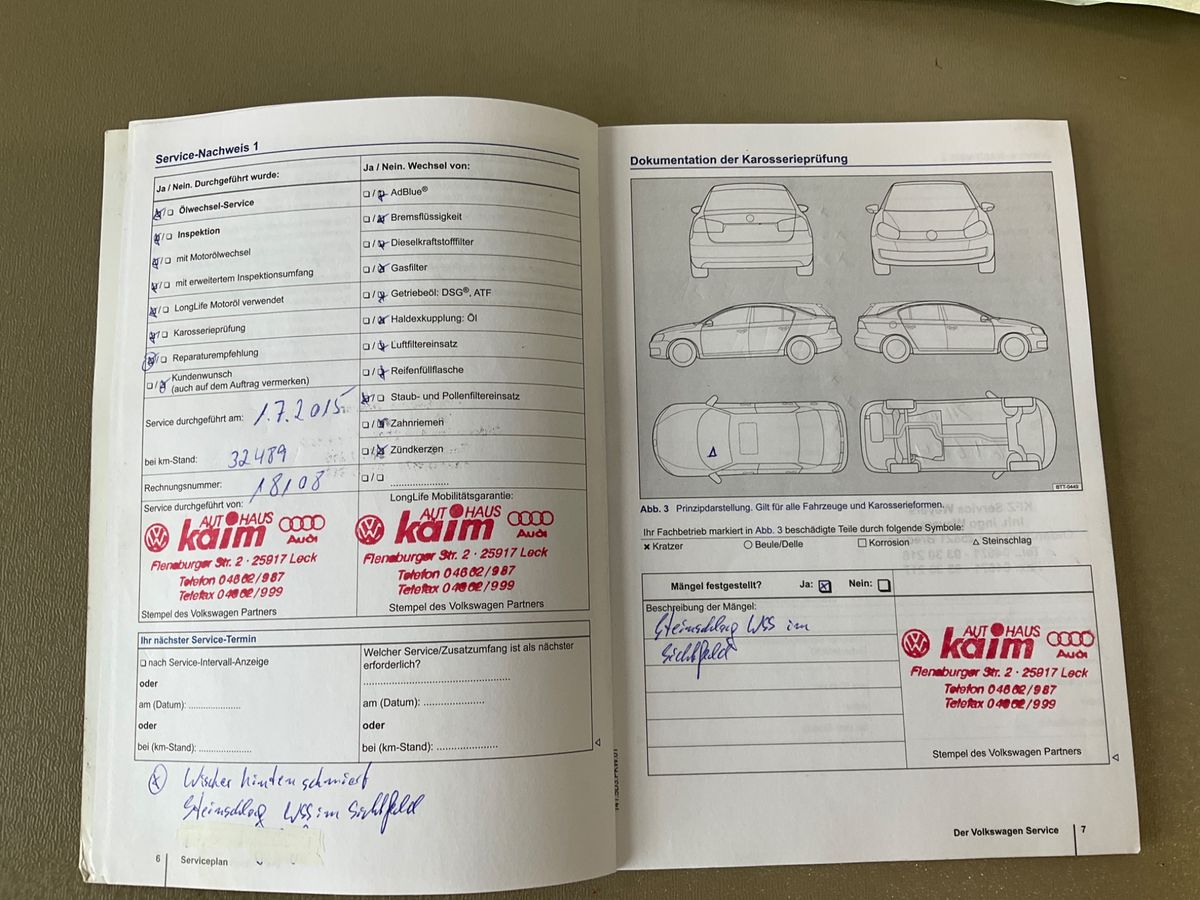 Service-Nachweis 1
Ja / Nein. Durchgeführt wurde:
Ölwechsel-Service
Inspektion
mit Motorölwechsel
mit erweitertem Inspektionsumfang
LongLife Motoröl verwendet
Karosserieprüfung
Reparaturempfehlung
Kundenwunsch
(auch auf dem Auftrag vermerken)
Service durchgeführt am: 1.7.2015
bei km-Stand: 32489
Rechnungsnummer: 18108
Service durchgeführt von:
AUTOHAUS
kaim
Audi
Flensburger Str. 2 · 25917 Leck
Telefon 04662/987
Telefax 04662/999
Stempel des Volkswagen Partners
Ja / Nein. Wechsel von:
AdBlue®
Bremsflüssigkeit
Dieselkraftstofffilter
Gasfilter
Getriebeöl: DSG®, ATF
Haldexkupplung: Öl
Luftfiltereinsatz
Reifenfüllflasche
Staub- und Pollenfiltereinsatz
Zahnriemen
Zündkerzen
LongLife Mobilitätsgarantie:
AUTOHAUS
kaim
Audi
Flensburger Str. 2 · 25917 Leck
Telefon 04662/987
Telefax 04662/999
Stempel des Volkswagen Partners
Ihr nächster Service-Termin
nach Service-Intervall-Anzeige
oder
am (Datum):
oder
bei (km-Stand):
Welcher Service/Zusatzumfang ist als nächster
erforderlich?
am (Datum):
oder
bei (km-Stand):
Wischer hinten schmiert
Steinschlag WSS im Sichtfeld
6 Serviceplan
Dokumentation der Karosserieprüfung
BTT-0449
Abb. 3 Prinzipdarstellung. Gilt für alle Fahrzeuge und Karosserieformen.
Ihr Fachbetrieb markiert in Abb. 3 beschädigte Teile durch folgende Symbole:
Kratzer Beule/Delle Korrosion Steinschlag
Mängel festgestellt? Ja: Nein:
Beschreibung der Mängel:
Steinschlag WSS im
Sichtfeld
AUTOHAUS
kaim
Audi
Flensburger Str. 2 · 25917 Leck
Telefon 04662/987
Telefax 04662/999
Stempel des Volkswagen Partners
Der Volkswagen Service 7